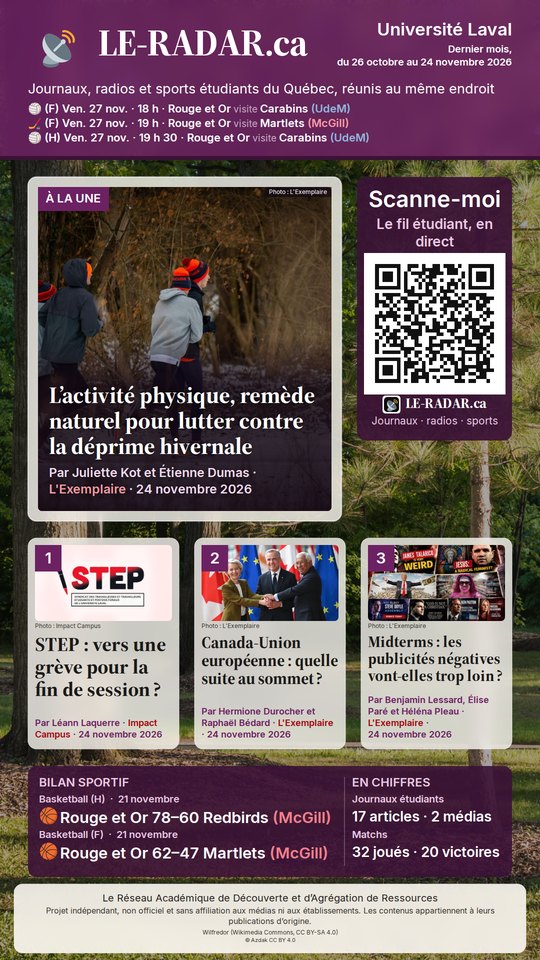 LE-RADAR.ca
Université Laval
Dernier mois,
du 26 octobre au 24 novembre 2026
Journaux, radios et sports étudiants du Québec, réunis au même endroit
(F) Ven. 27 nov. · 18 h · Rouge et Or visite Carabins (UdeM)
(F) Ven. 27 nov. · 19 h · Rouge et Or visite Martlets (McGill)
(H) Ven. 27 nov. · 19 h 30 · Rouge et Or visite Carabins (UdeM)
À LA UNE
Photo : L'Exemplaire
L'activité physique, remède
naturel pour lutter contre
la déprime hivernale
Par Juliette Kot et Étienne Dumas ·
L'Exemplaire · 24 novembre 2026
Scanne-moi
Le fil étudiant, en
direct
LE-RADAR.ca
Journaux · radios · sports
1
STEP
Photo : Impact Campus
STEP : vers une
grève pour la
fin de session ?
Par Léann Laquerre · Impact
Campus · 24 novembre 2026
2
Photo : L'Exemplaire
Canada-Union
européenne : quelle
suite au sommet ?
Par Hermione Durocher et
Raphaël Bédard · L'Exemplaire
· 24 novembre 2026
3
JAMES TALARICO
WEIRD
JESUS:
A RADICAL FEMINIST
Photo : L'Exemplaire
Midterms : les
publicités négatives
vont-elles trop loin ?
Par Benjamin Lessard, Élise
Paré et Héléna Pleau ·
L'Exemplaire ·
24 novembre 2026
BILAN SPORTIF
Basketball (H) · 21 novembre
Rouge et Or 78–60 Redbirds (McGill)
Basketball (F) · 21 novembre
Rouge et Or 62–47 Martlets (McGill)
EN CHIFFRES
Journaux étudiants
17 articles · 2 médias
Matchs
32 joués · 20 victoires
Le Réseau Académique de Découverte et d'Agrégation de Ressources
Projet indépendant, non officiel et sans affiliation aux médias ni aux établissements. Les contenus appartiennent à leurs
publications d'origine.
Wilfredor (Wikimedia Commons, CC BY-SA 4.0)
© Azdak CC BY 4.0